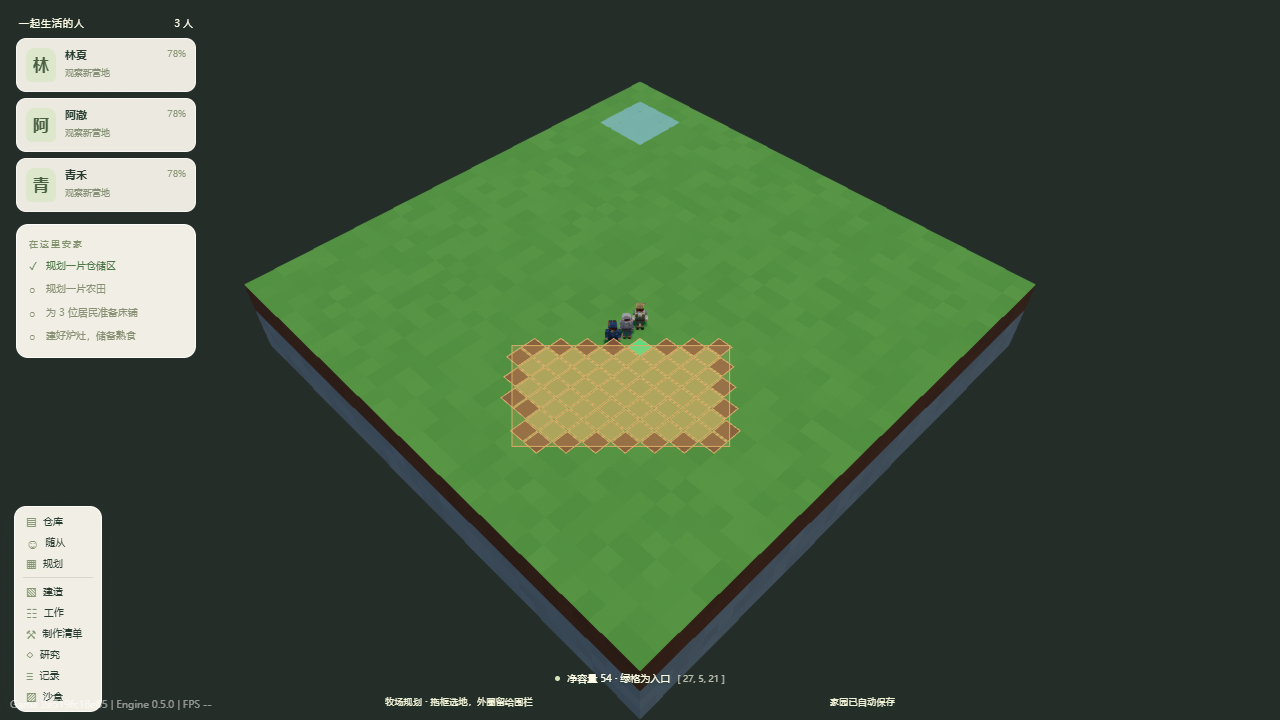 一起生活的人 3 人
林
林夏 78%
观察新营地
阿
阿澈 78%
观察新营地
青
青禾 78%
观察新营地
在这里安家
✓ 规划一片仓储区
○ 规划一片农田
○ 为 3 位居民准备床铺
○ 建好炉灶，储备熟食
仓库
随从
规划
建造
工作
制作清单
研究
记录
沙盒
净容量 54 · 绿格为入口 [ 27, 5, 21 ]
牧场规划 · 拖框选地，外圈留给围栏
家园已自动保存
| Engine 0.5.0 | FPS --